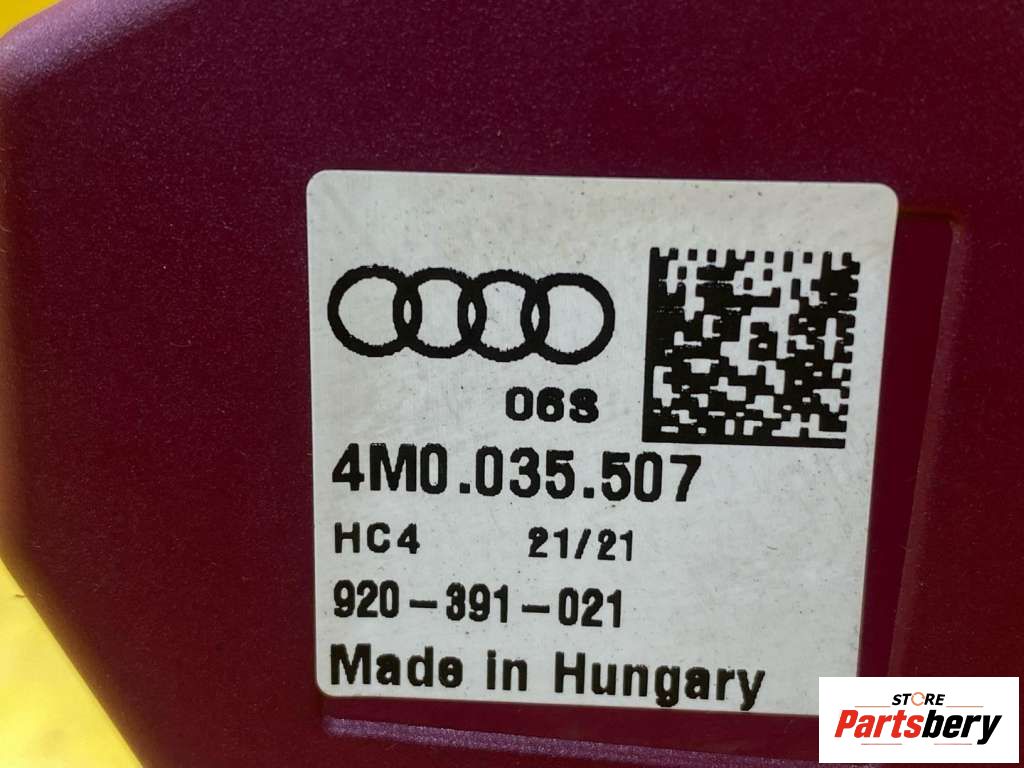 06S
4M0.035.507
HC4 21/21
920-391-021
Made in Hungary
STORE
Partsbery